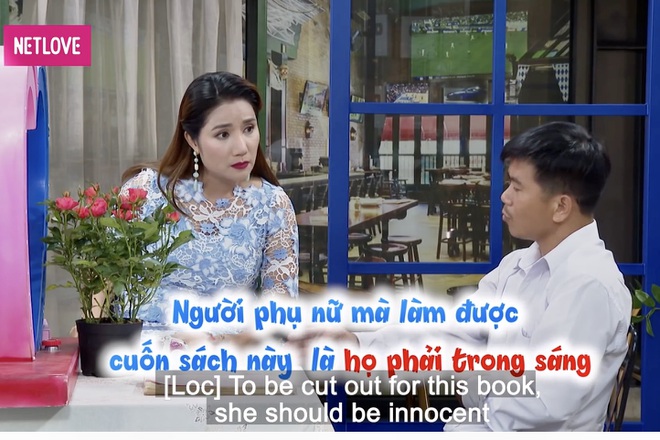 NETLOVE
Người phụ nữ mà làm được
cuốn sách này là họ phải trong sáng
[Loc] To be cut out for this book,
she should be innocent